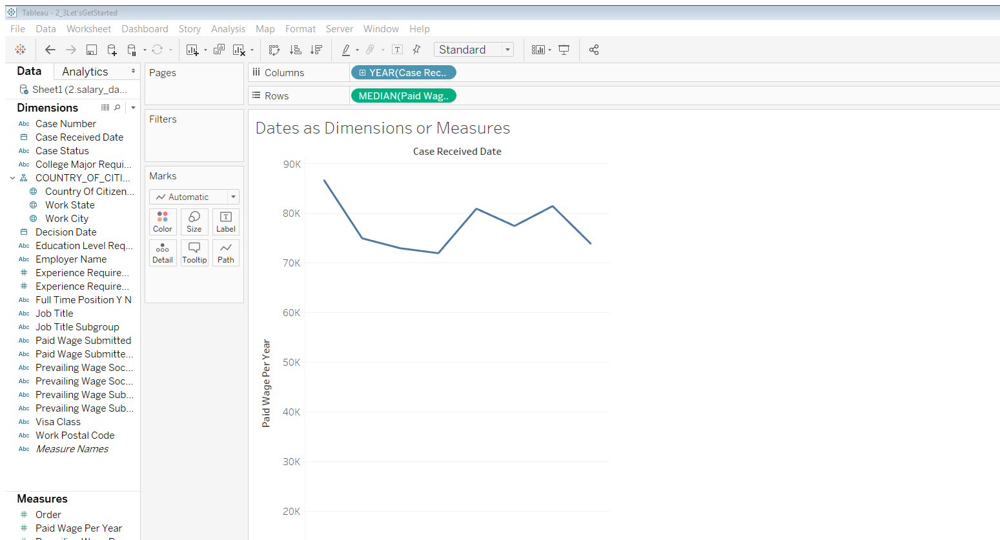 Tableau - 2_3Let'sGetStarted
File Data Worksheet Dashboard Story Analysis Map Format Server Window Help
Standard
Data Analytics
Sheet1 (2.salary_da...
Dimensions
Abc Case Number
Case Received Date
Abc Case Status
Abc College Major Requi...
COUNTRY_OF_CITI...
Country Of Citizen...
Work State
Work City
Decision Date
Abc Education Level Req...
Abc Employer Name
# Experience Require...
# Experience Require...
Abc Full Time Position Y N
Abc Job Title
Abc Job Title Subgroup
Abc Paid Wage Submitted
Abc Paid Wage Submitte...
Abc Prevailing Wage Soc...
Abc Prevailing Wage Soc...
Abc Prevailing Wage Sub...
Abc Prevailing Wage Sub...
Abc Visa Class
Abc Work Postal Code
Abc Measure Names
Measures
# Order
# Paid Wage Per Year
Pages
Filters
Marks
Automatic
Color Size Label
Detail Tooltip Path
Columns YEAR(Case Rec..
Rows MEDIAN(Paid Wag..
Dates as Dimensions or Measures
Case Received Date
90K
80K
70K
60K
50K
40K
30K
20K
Paid Wage Per Year